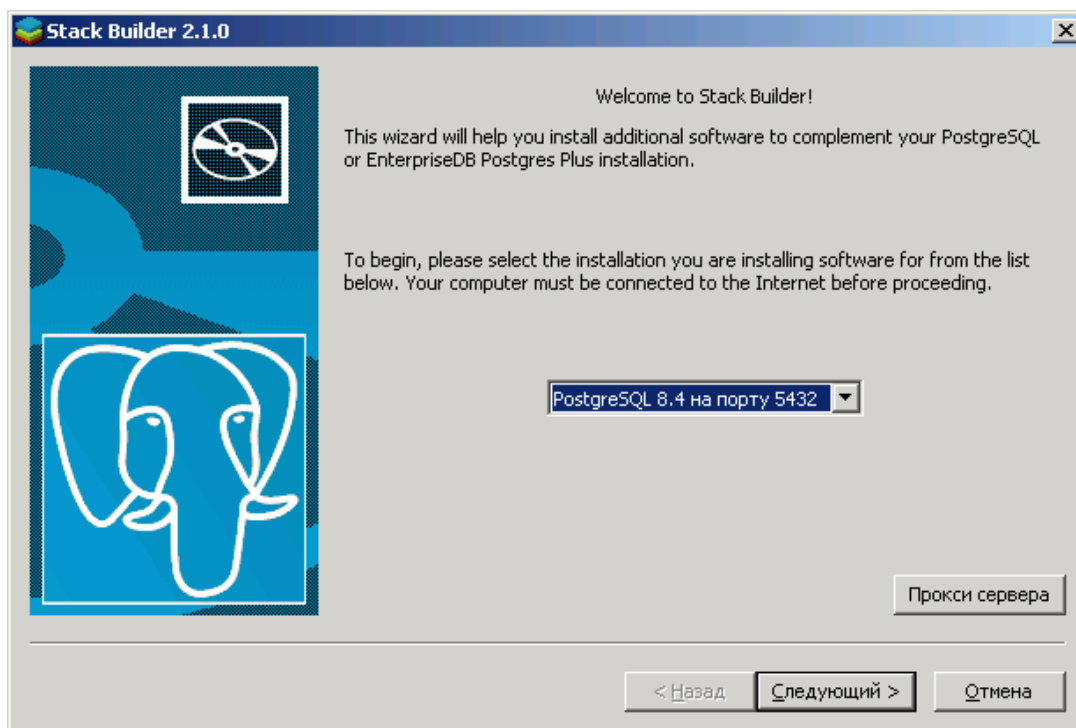 Stack Builder 2.1.0
Welcome to Stack Builder!
This wizard will help you install additional software to complement your PostgreSQL
or EnterpriseDB Postgres Plus installation.
To begin, please select the installation you are installing software for from the list
below. Your computer must be connected to the Internet before proceeding.
PostgreSQL 8.4 на порту 5432
Прокси сервера
< Назад
Следующий >
Отмена